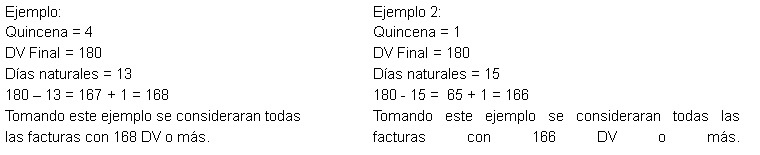 Ejemplo:
Quincena = 4
DV Final = 180
Días naturales = 13
180 – 13 = 167 + 1 = 168
Tomando este ejemplo se consideraran todas
las facturas con 168 DV o más.
Ejemplo 2:
Quincena = 1
DV Final = 180
Días naturales = 15
180 - 15 =  65 + 1 = 166
Tomando este ejemplo se consideraran todas las
facturas con 166 DV o más.